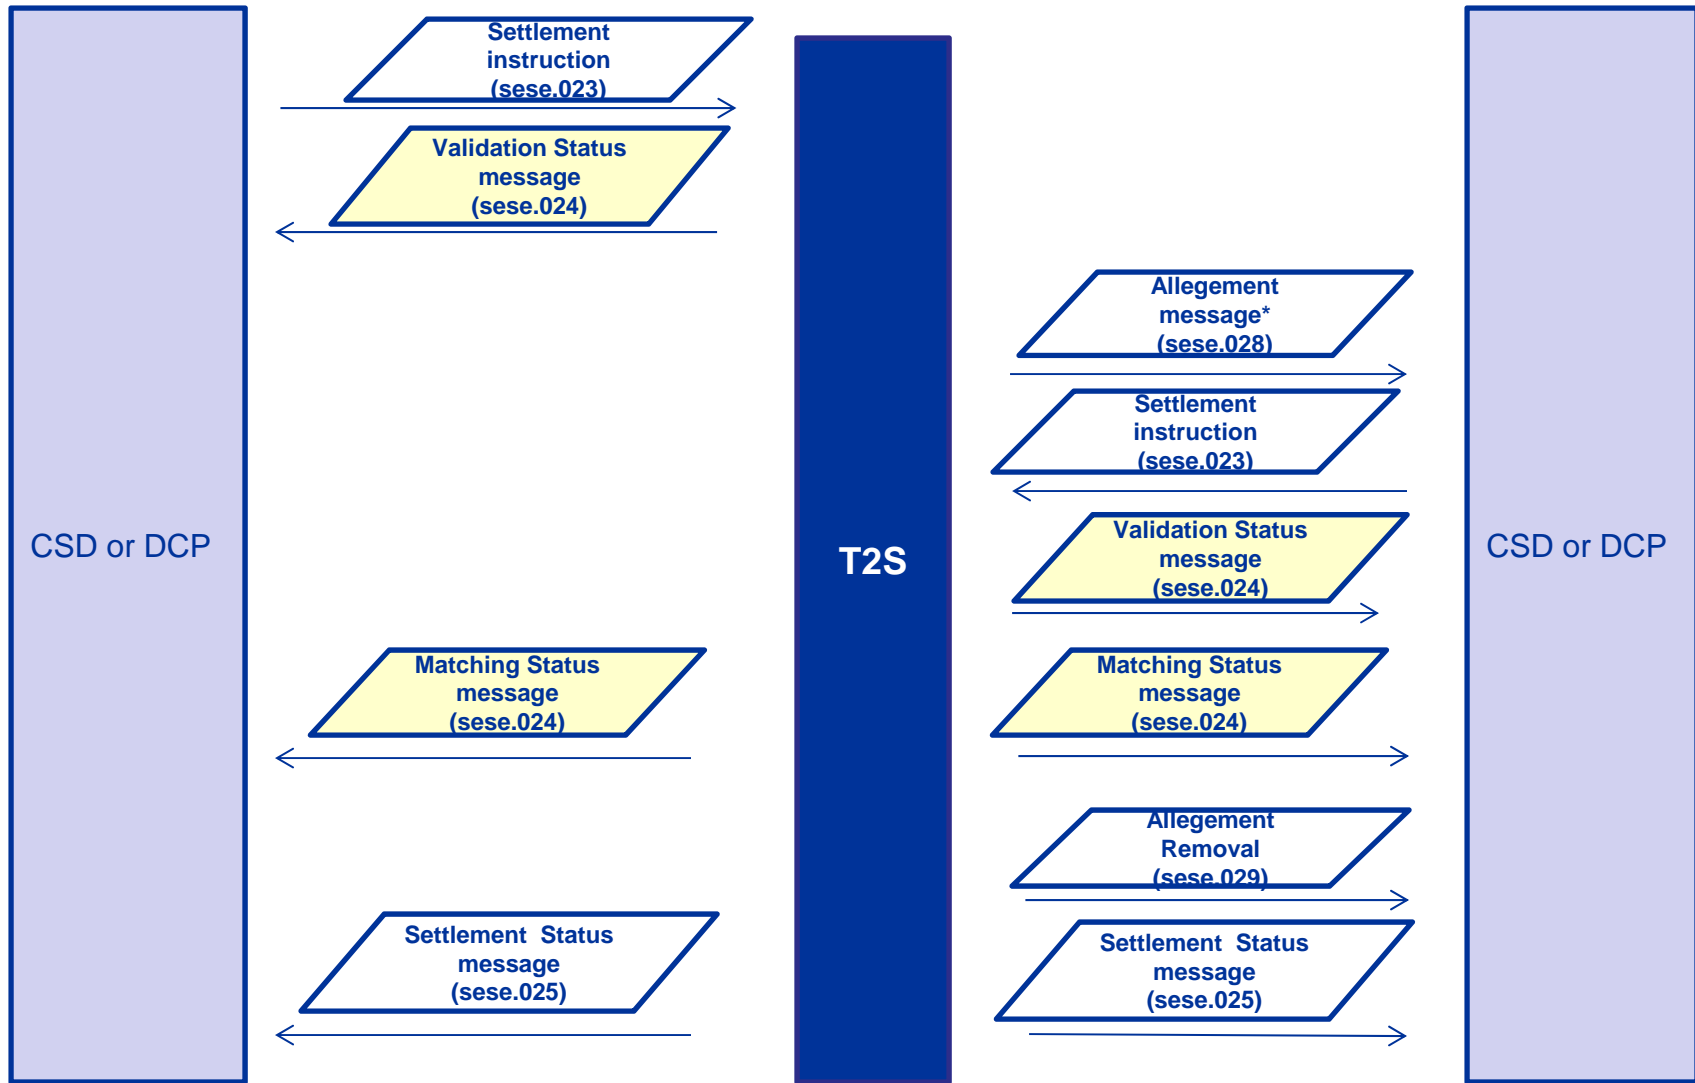 Settlement
instruction
(sese.023)
Validation Status
message
(sese.024)
Allegement
message*
(sese.028)
Settlement
instruction
(sese.023)
CSD or DCP
T2S
Validation Status
message
(sese.024)
CSD or DCP
Matching Status
message
(sese.024)
Matching Status
message
(sese.024)
Allegement
Removal
(sese.029)
Settlement Status
message
(sese.025)
Settlement Status
message
(sese.025)